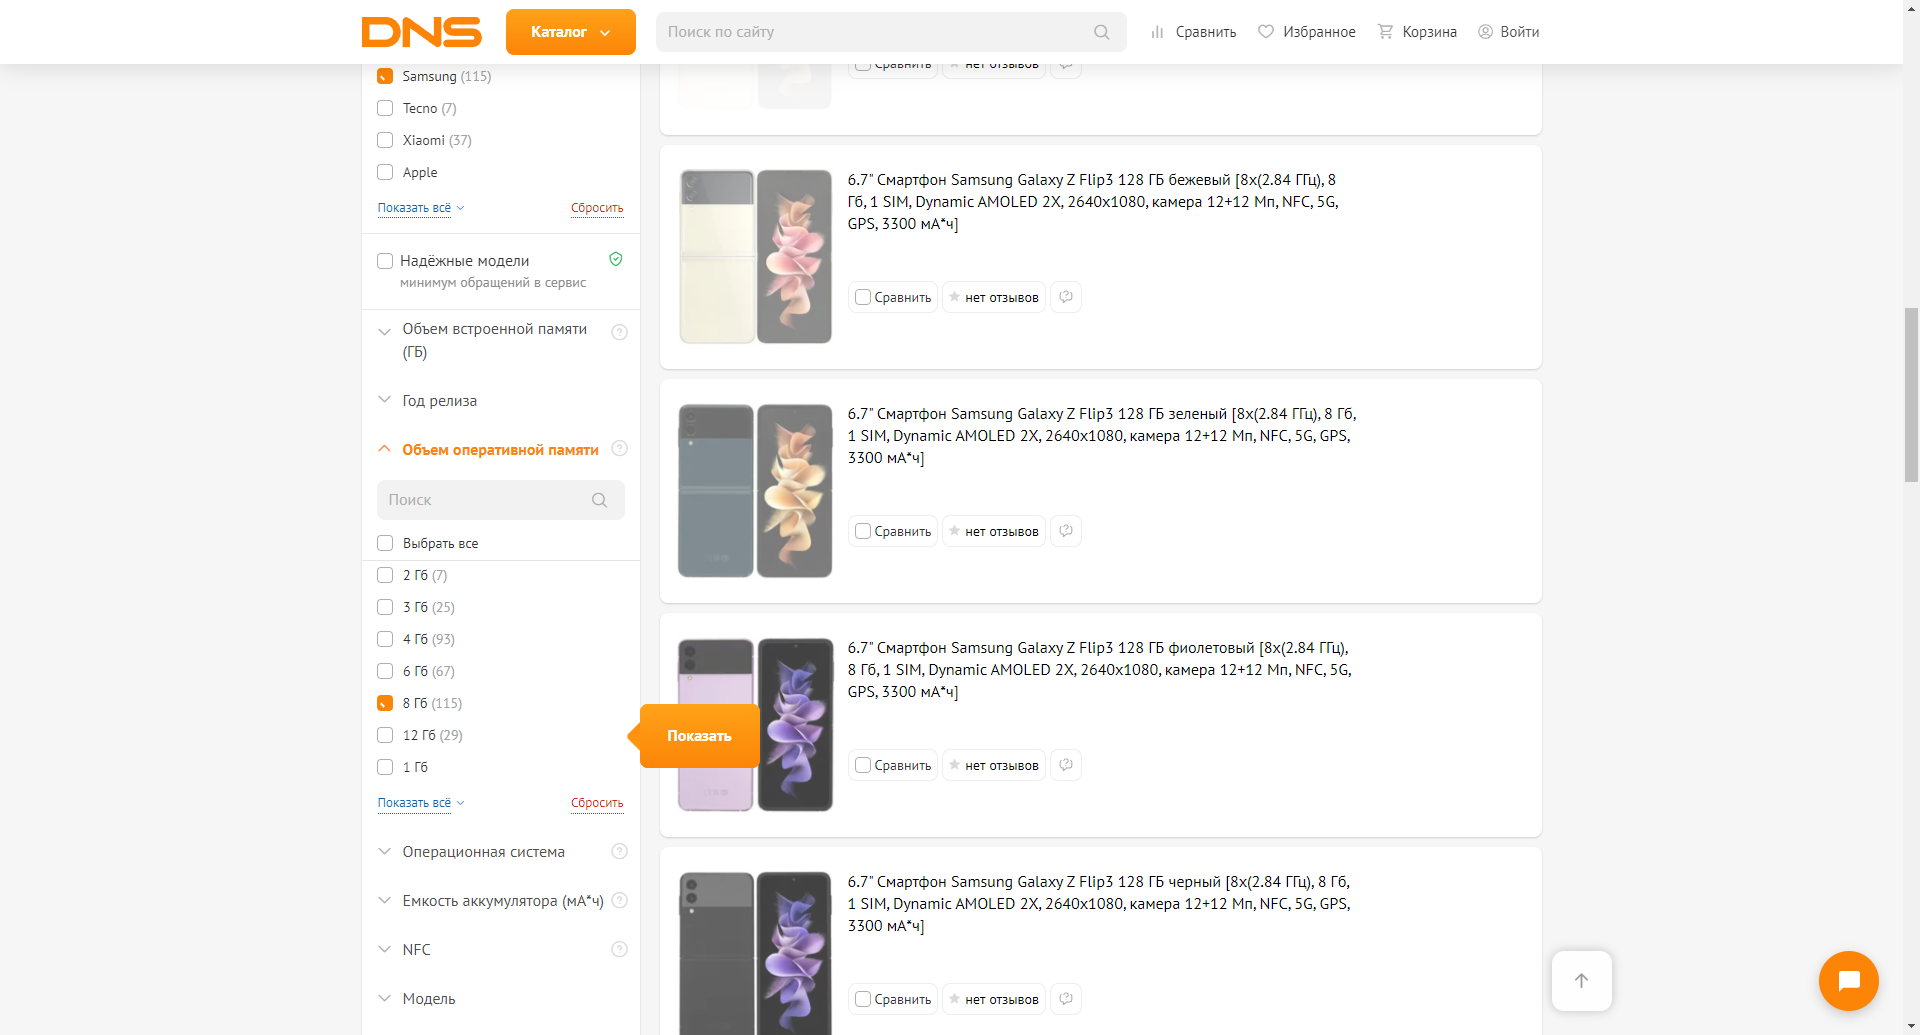 DNS
Каталог
Поиск по сайту
Сравнить
Избранное
Корзина
Войти
Samsung (115)
Tecno (7)
Xiaomi (37)
Apple
Показать всё
Сбросить
Надёжные модели
минимум обращений в сервис
Объем встроенной памяти
(ГБ)
Год релиза
Объем оперативной памяти
Поиск
Выбрать все
2 Гб (7)
3 Гб (25)
4 Гб (93)
6 Гб (67)
8 Гб (115)
12 Гб (29)
1 Гб
Показать всё
Сбросить
Показать
Операционная система
Емкость аккумулятора (мА*ч)
NFC
Модель
Сравнить
нет отзывов
6.7" Смартфон Samsung Galaxy Z Flip3 128 ГБ бежевый [8x(2.84 ГГц), 8
Гб, 1 SIM, Dynamic AMOLED 2X, 2640x1080, камера 12+12 Мп, NFC, 5G,
GPS, 3300 мА*ч]
Сравнить
нет отзывов
6.7" Смартфон Samsung Galaxy Z Flip3 128 ГБ зеленый [8x(2.84 ГГц), 8 Гб,
1 SIM, Dynamic AMOLED 2X, 2640x1080, камера 12+12 Мп, NFC, 5G, GPS,
3300 мА*ч]
Сравнить
нет отзывов
6.7" Смартфон Samsung Galaxy Z Flip3 128 ГБ фиолетовый [8x(2.84 ГГц),
8 Гб, 1 SIM, Dynamic AMOLED 2X, 2640x1080, камера 12+12 Мп, NFC, 5G,
GPS, 3300 мА*ч]
Сравнить
нет отзывов
6.7" Смартфон Samsung Galaxy Z Flip3 128 ГБ черный [8x(2.84 ГГц), 8 Гб,
1 SIM, Dynamic AMOLED 2X, 2640x1080, камера 12+12 Мп, NFC, 5G, GPS,
3300 мА*ч]
Сравнить
нет отзывов